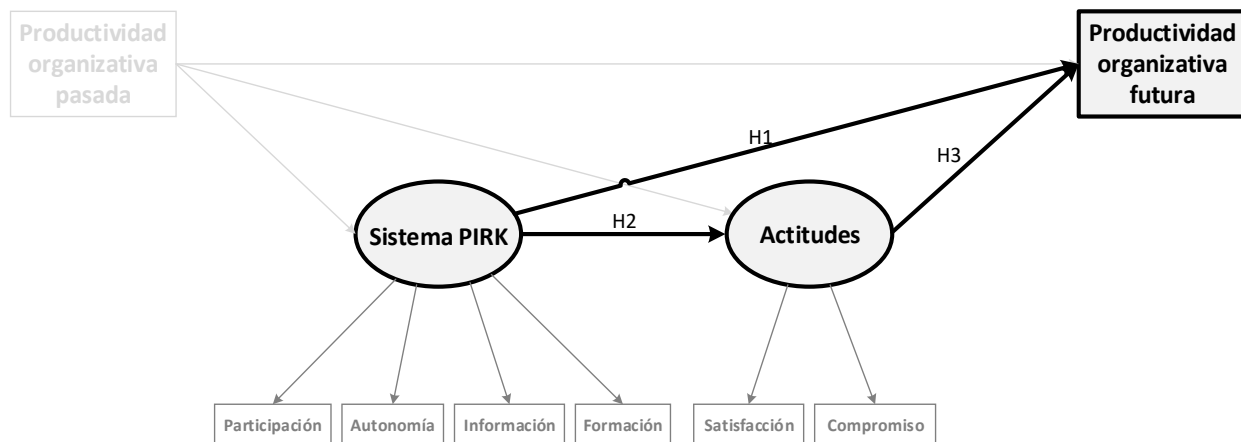 Productividad
organizativa
pasada
Productividad
organizativa
futura
H1
H3
H2
Sistema PIRK
Actitudes
Participación
Autonomía
Información
Formación
Satisfacción
Compromiso